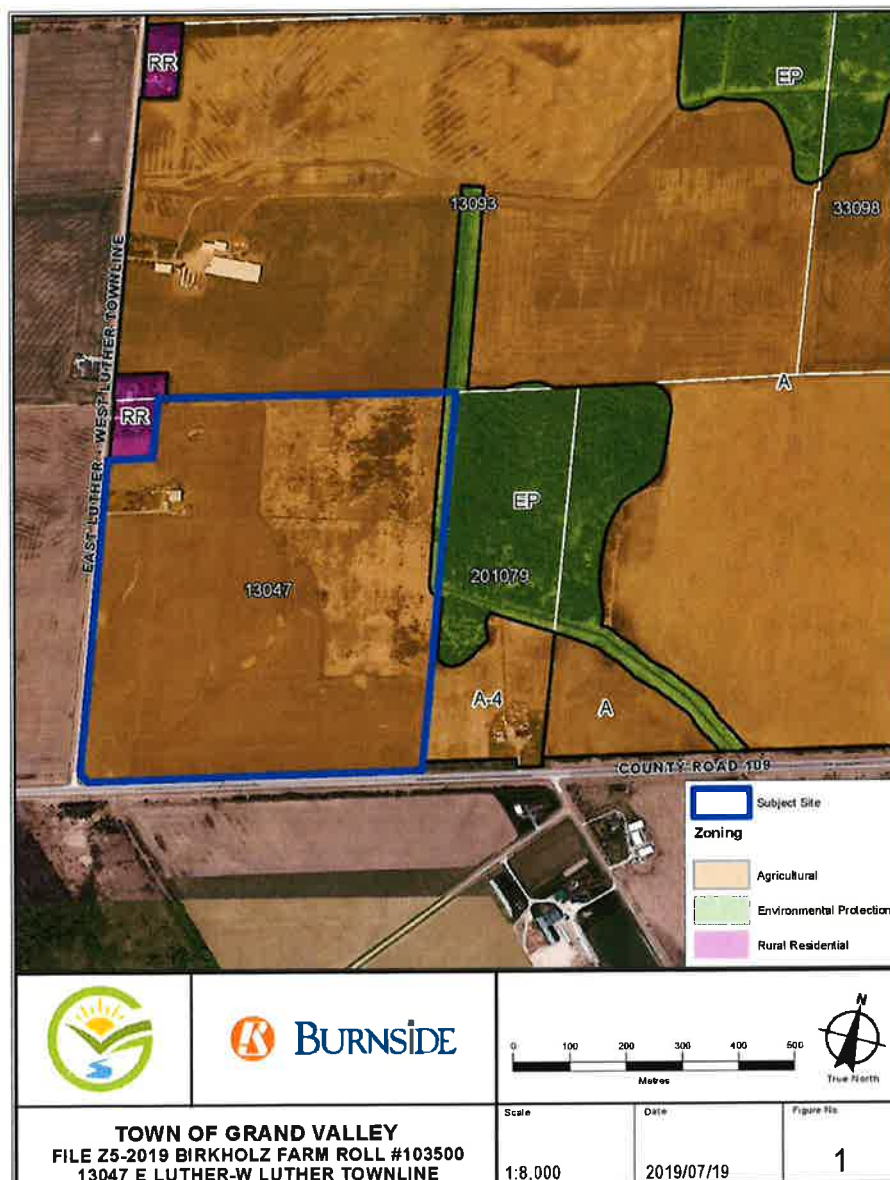 RR
EP
13093
33098
EAST LUTHER - WEST LUTHER TOWNLINE
A
RR
EP
13047
201079
A-4
A
COUNTY ROAD 109
Subject Site
Zoning
Agricultural
Environmental Protection
Rural Residential
BURNSIDE
0 100 200 300 400 500
Metres
N
True North
TOWN OF GRAND VALLEY
FILE Z5-2019 BIRKHOLZ FARM ROLL #103500
13047 E LUTHER-W LUTHER TOWNLINE
Scale
1:8,000
Date
2019/07/19
Figure No.
1